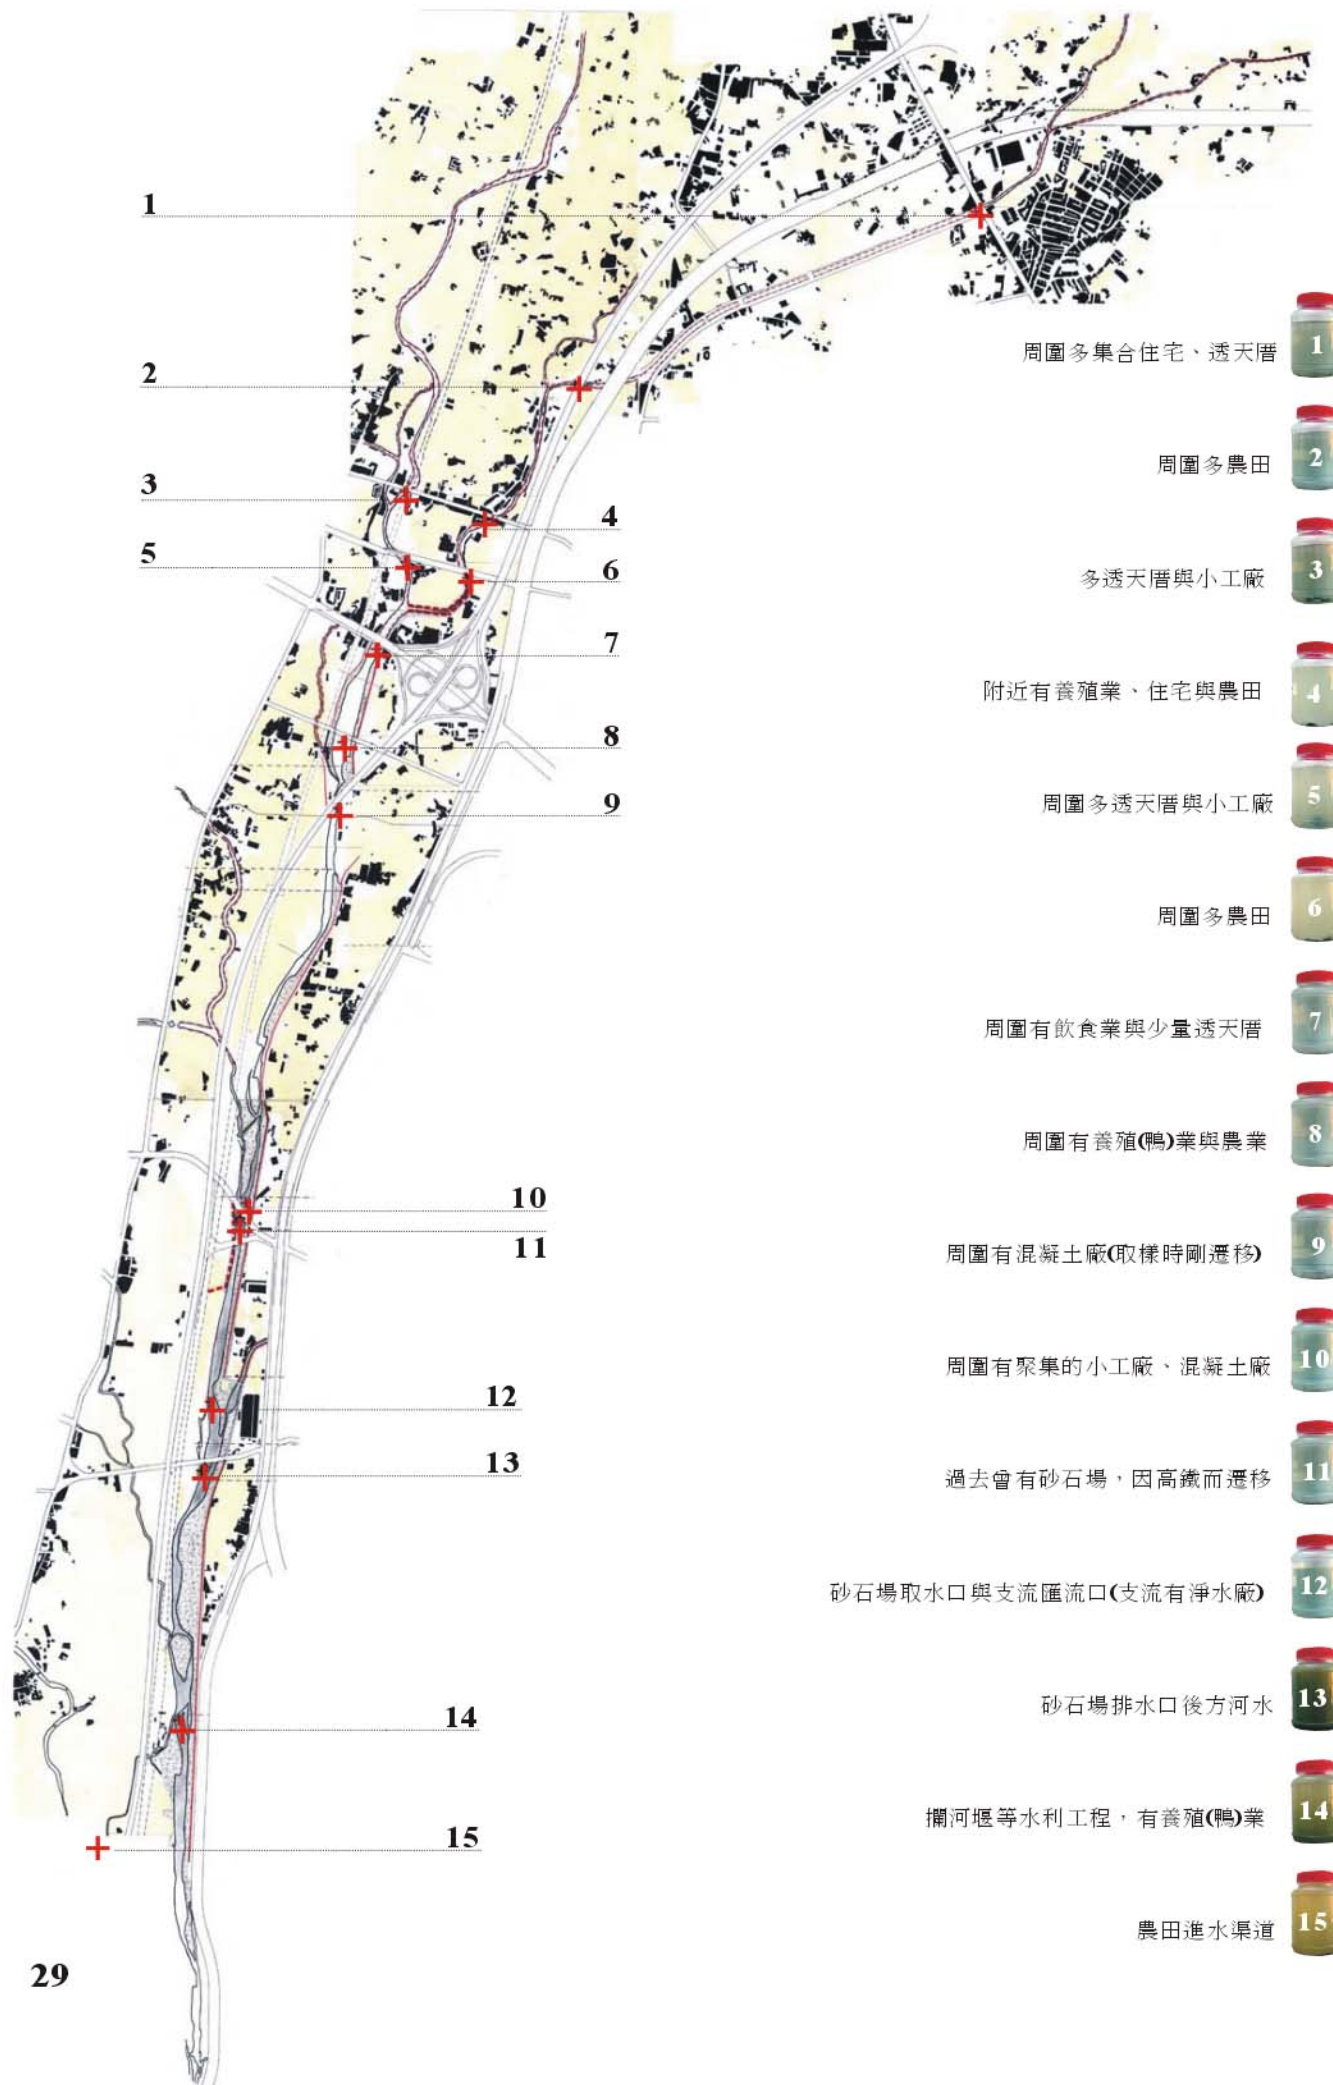 1
2
3
4
5
6
7
8
9
10
11
12
13
14
15
周圍多集合住宅、透天厝 1
周圍多農田 2
多透天厝與小工廠 3
附近有養殖業、住宅與農田 4
周圍多透天厝與小工廠 5
周圍多農田 6
周圍有飲食業與少量透天厝 7
周圍有養殖(鴨)業與農業 8
周圍有混凝土廠(取樣時剛遷移) 9
周圍有聚集的小工廠、混凝土廠 10
過去曾有砂石場，因高鐵而遷移 11
砂石場取水口與支流匯流口(支流有淨水廠) 12
砂石場排水口後方河水 13
攔河堰等水利工程，有養殖(鴨)業 14
農田進水渠道 15
29